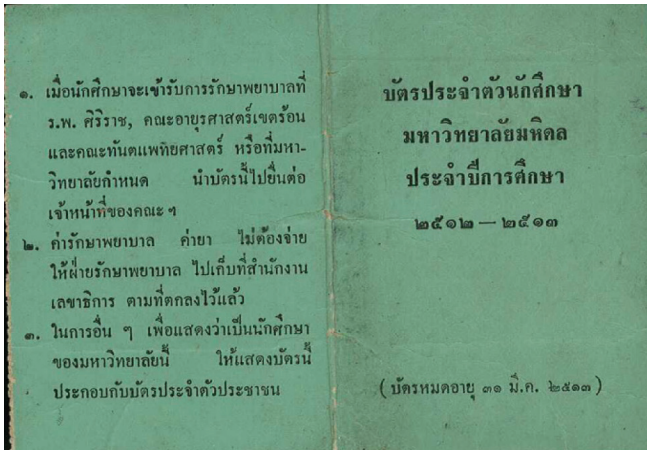 ๑. เมื่อนักศึกษาจะเข้ารับการรักษาพยาบาลที่
ร.พ. ศิริราช, คณะอายุรศาสตร์เขตร้อน
และคณะทันตแพทยศาสตร์ หรือที่มหา-
วิทยาลัยกำหนด นำบัตรนี้ไปยื่นต่อ
เจ้าหน้าที่ของคณะ ฯ
๒. ค่ารักษาพยาบาล ค่ายา ไม่ต้องจ่าย
ให้ฝ่ายรักษาพยาบาล ไปเก็บที่สำนักงาน
เลขาธิการ ตามที่ตกลงไว้แล้ว
๓. ในการอื่น ๆ เพื่อแสดงว่าเป็นนักศึกษา
ของมหาวิทยาลัยนี้ ให้แสดงบัตรนี้
ประกอบกับบัตรประจำตัวประชาชน
บัตรประจำตัวนักศึกษา
มหาวิทยาลัยมหิดล
ประจำปีการศึกษา
๒๕๑๒ — ๒๕๑๓
(บัตรหมดอายุ ๓๑ มี.ค. ๒๕๑๓)